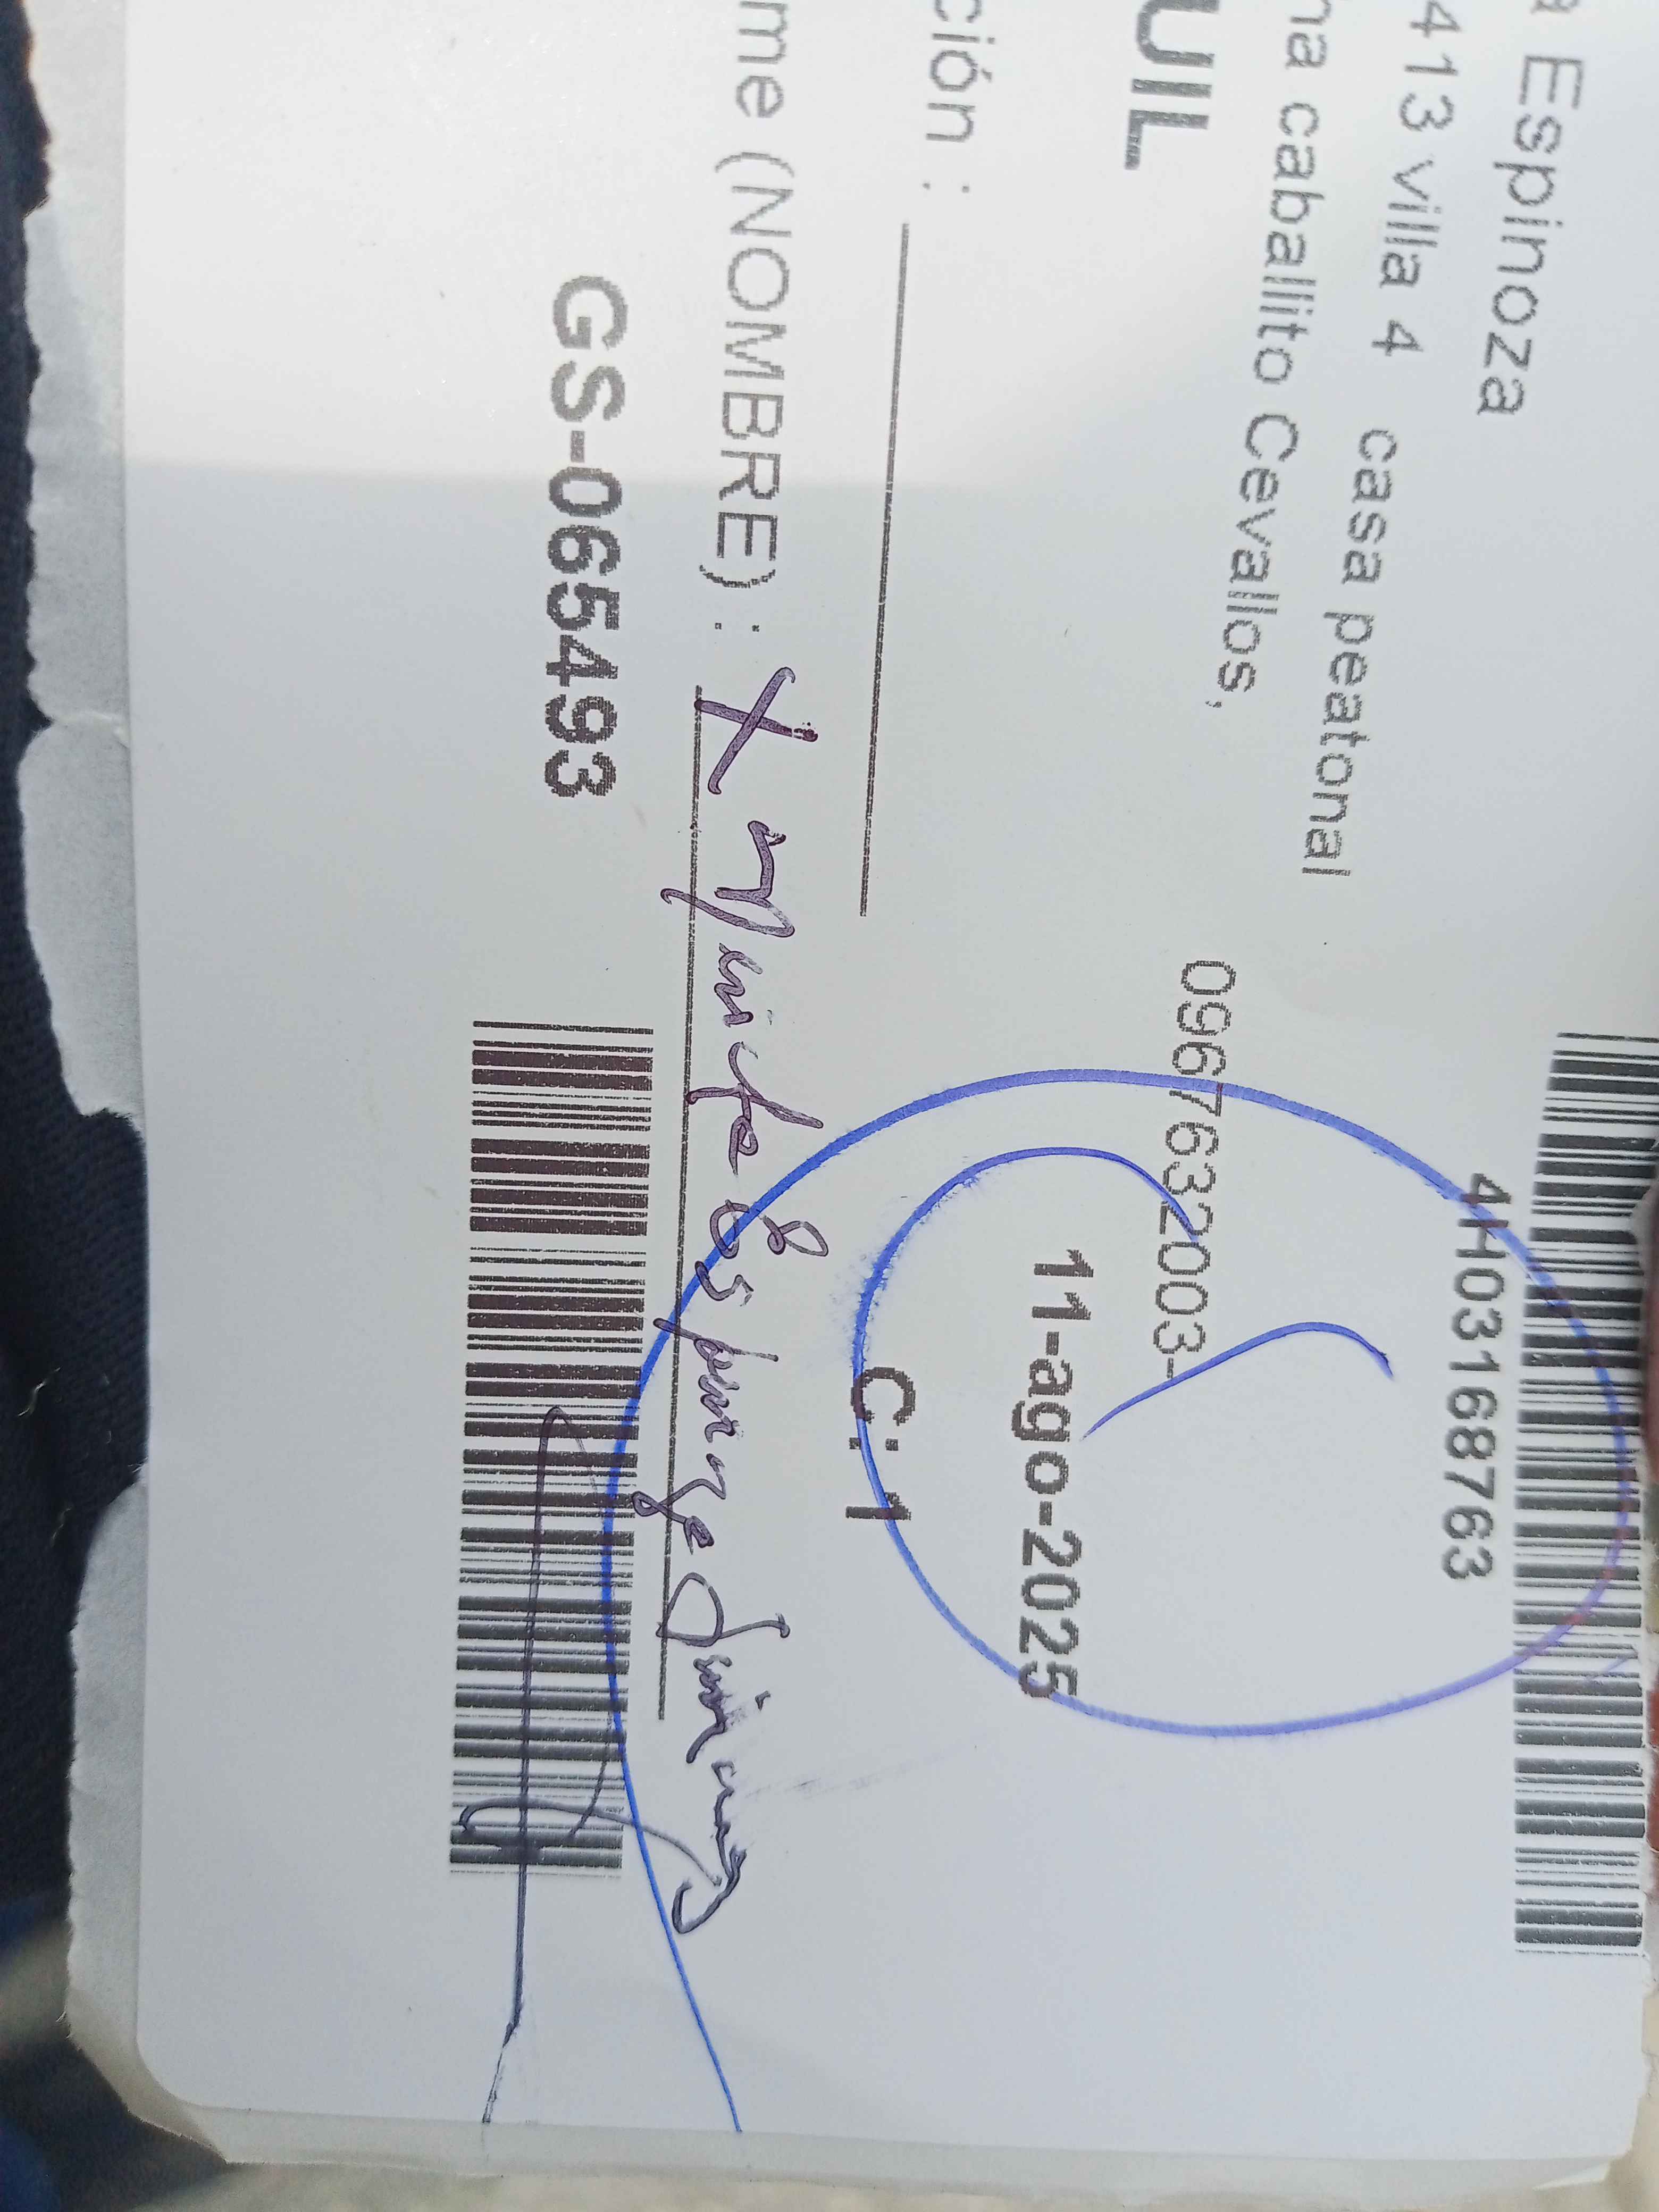 4H03168763
a Espinoza
413 villa 4 casa peatonal
na caballito Cevallos,
0967632003-
UIL
11-ago-2025
ción :
C: 1
me (NOMBRE) : X
GS-065493